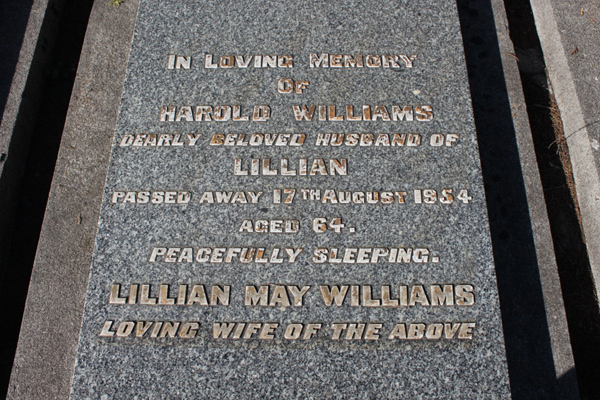 In Loving Memory
Of
Harold Williams
Dearly Beloved Husband Of
Lillian
Passed Away 17th August 1954
Aged 64.
Peacefully Sleeping.
Lillian May Williams
Loving Wife of the Above